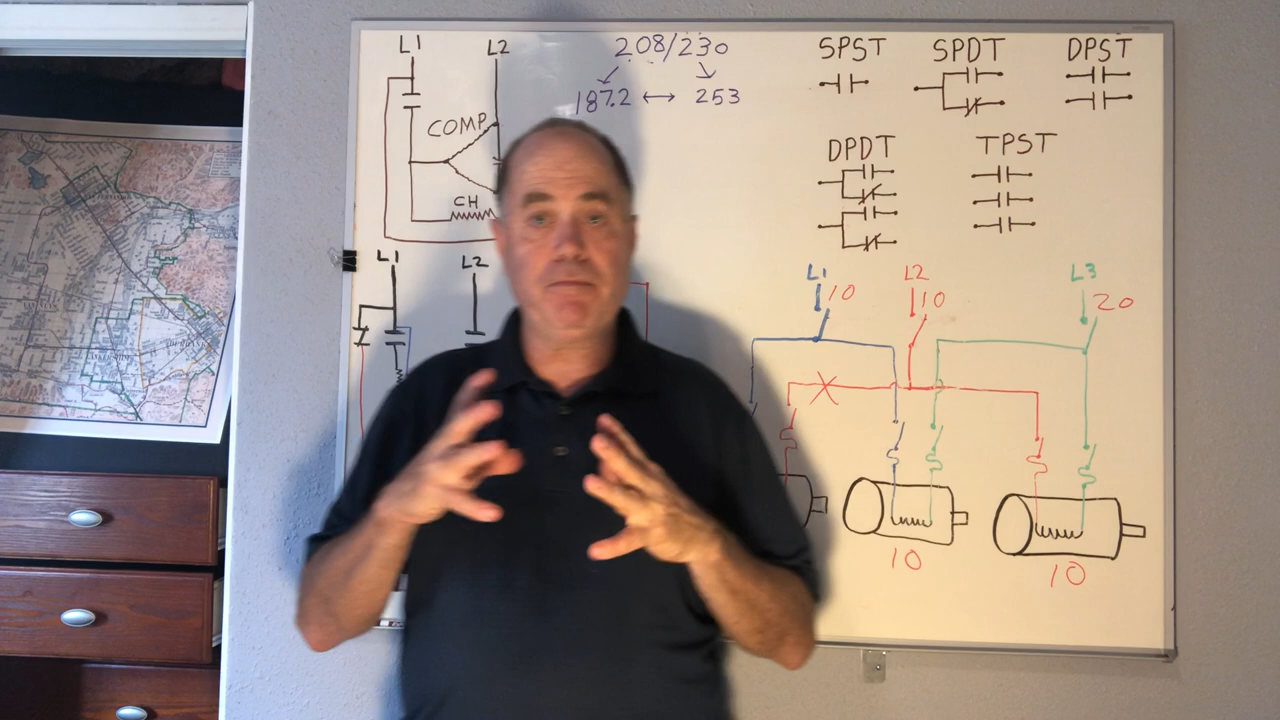 L1 L2
208/230
187.2 ↔ 253
COMP
CH
SPST SPDT DPST
DPDT TPST
L1 L2
L1 L2 L3
10 10 20
10 10